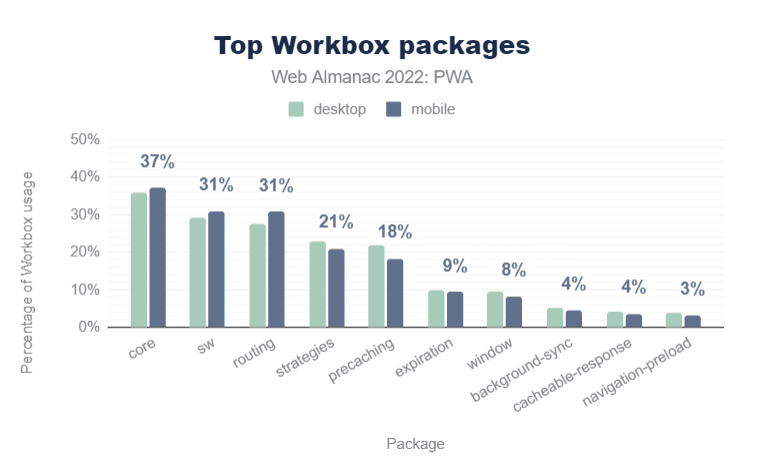 Top Workbox packages
Web Almanac 2022: PWA
desktop mobile
Percentage of Workbox usage
50%
40%
30%
20%
10%
0%
37%
31%
31%
21%
18%
9%
8%
4%
4%
3%
core
sw
routing
strategies
precaching
expiration
window
background-sync
cacheable-response
navigation-preload
Package